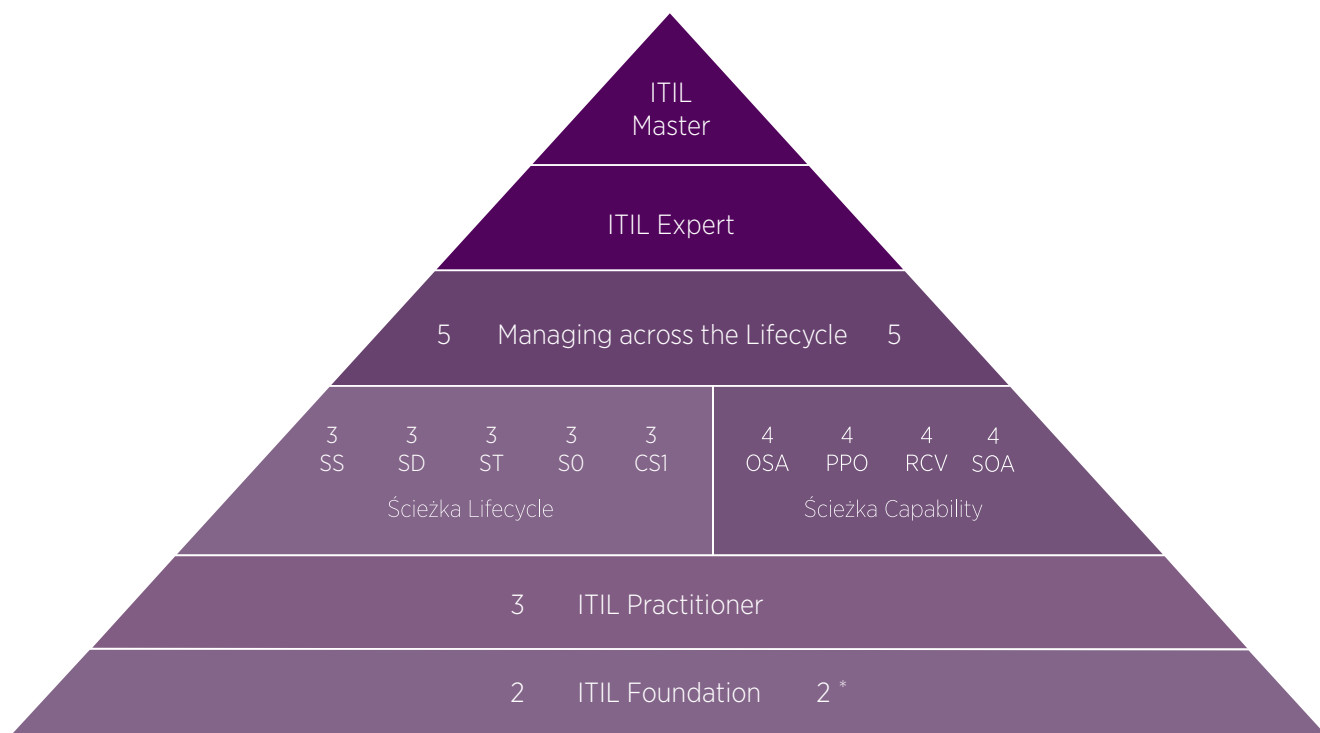 ITIL
Master
ITIL Expert
5 Managing across the Lifecycle 5
3 3 3 3 3
SS SD ST S0 CS1
Ścieżka Lifecycle
4 4 4 4
OSA PPO RCV SOA
Ścieżka Capability
3 ITIL Practitioner
2 ITIL Foundation 2 *